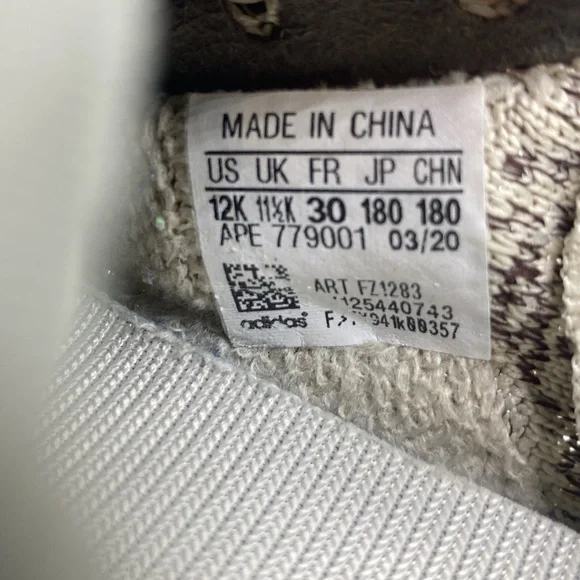 MADE IN CHINA
US UK FR JP CHN
12K 11½K 30 180 180
APE 779001 03/20
ART FZ1283
adidas